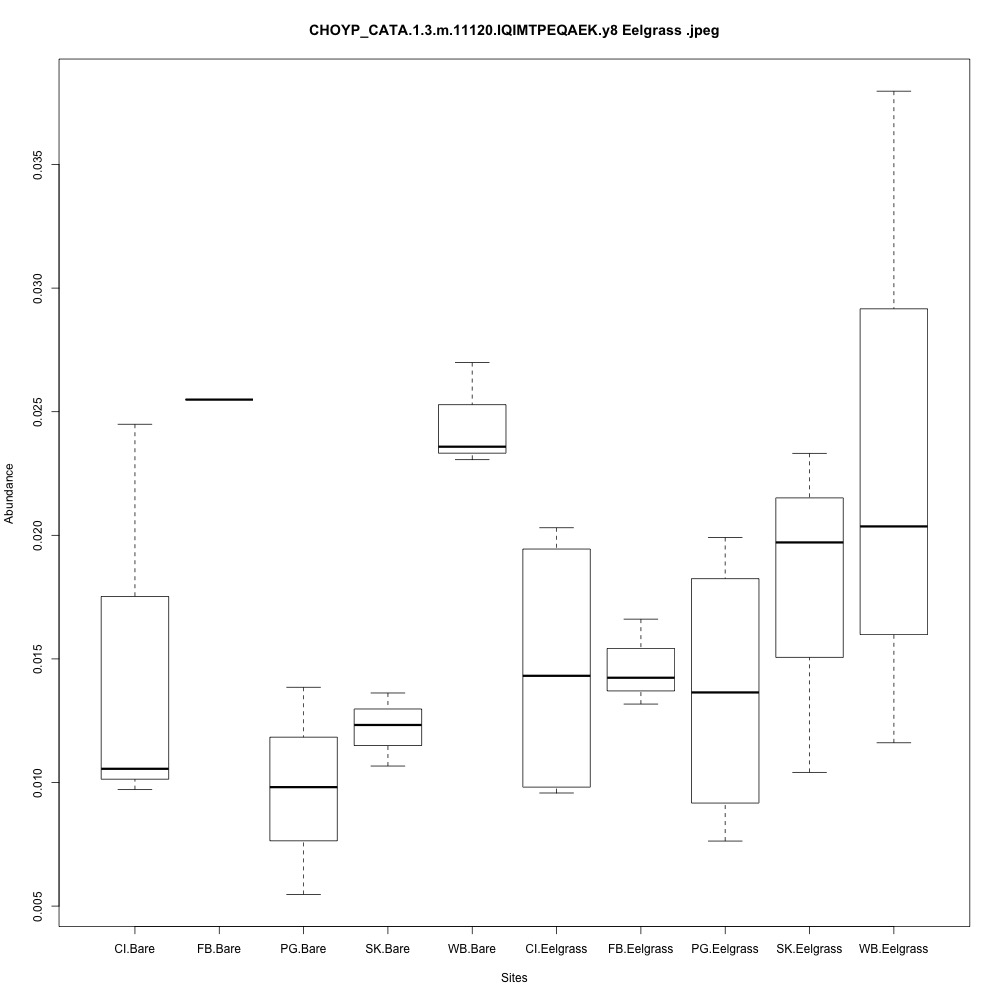 CHOYP_CATA.1.3.m.11120.IQIMTPEQAEK.y8 Eelgrass .jpeg
0.035
0.030
0.025
0.020
0.015
0.010
0.005
Abundance
CI.Bare FB.Bare PG.Bare SK.Bare WB.Bare CI.Eelgrass FB.Eelgrass PG.Eelgrass SK.Eelgrass WB.Eelgrass
Sites